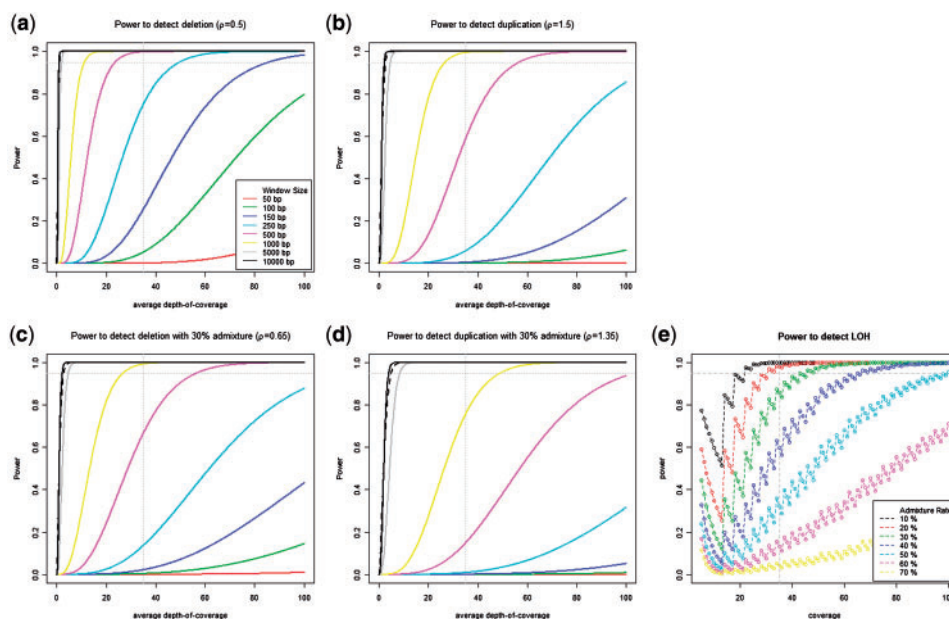 (a)
Power to detect deletion (ρ=0.5)
Power
0.0
0.2
0.4
0.6
0.8
1.0
Window Size
50 bp
100 bp
150 bp
250 bp
500 bp
1000 bp
5000 bp
10000 bp
0
20
40
60
80
100
average depth-of-coverage
(b)
Power to detect duplication (ρ=1.5)
Power
0.0
0.2
0.4
0.6
0.8
1.0
0
20
40
60
80
100
average depth-of-coverage
(c)
Power to detect deletion with 30% admixture (ρ=0.65)
Power
0.0
0.2
0.4
0.6
0.8
1.0
0
20
40
60
80
100
average depth-of-coverage
(d)
Power to detect duplication with 30% admixture (ρ=1.35)
Power
0.0
0.2
0.4
0.6
0.8
1.0
0
20
40
60
80
100
average depth-of-coverage
(e)
Power to detect LOH
power
0.0
0.2
0.4
0.6
0.8
1.0
Admixture Rate
10 %
20 %
30 %
40 %
50 %
60 %
70 %
20
40
60
80
100
coverage